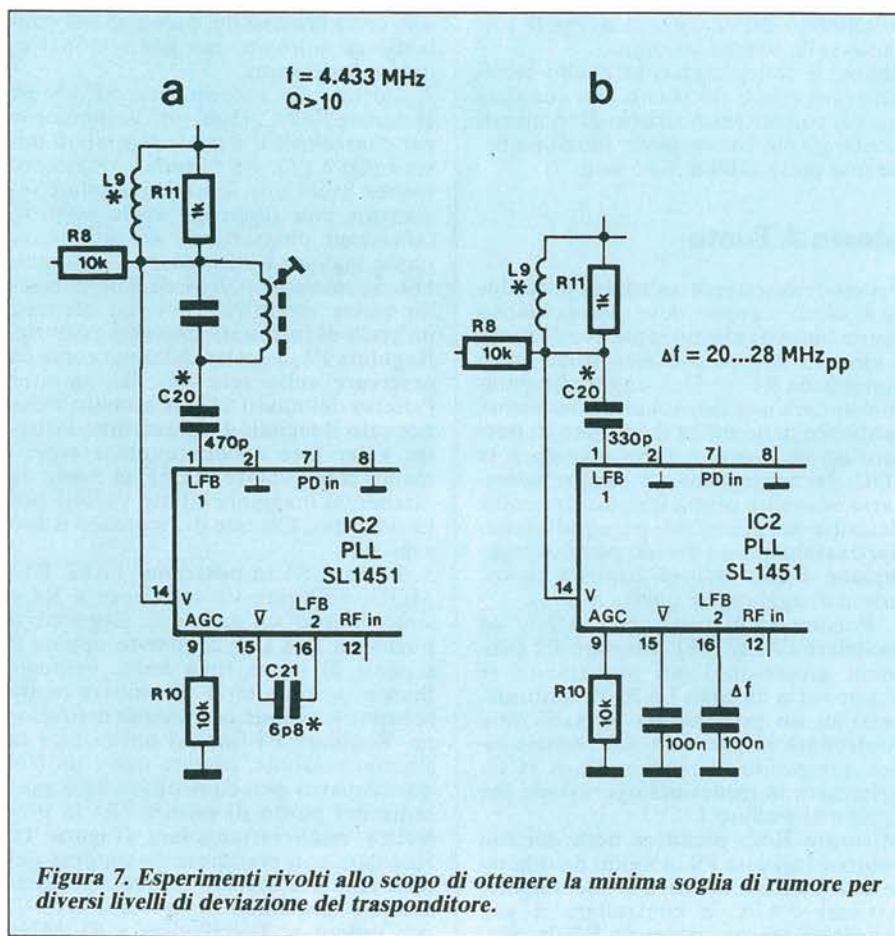 a
f = 4.433 MHz
Q>10
b
L9
*
R11
1k
R8
10k
*
C20
470p
1
2
7
8
LFB
1
PD in
IC2
PLL
SL1451
14
V
AGC
V̅
LFB
2
RF in
9
15
16
12
R10
10k
C21
6p8*
L9
*
R11
1k
R8
10k
Δf = 20...28 MHzpp
*
C20
330p
1
2
7
8
LFB
1
PD in
IC2
PLL
SL1451
14
V
AGC
V̅
LFB
2
RF in
9
15
16
12
R10
10k
Δf
100n
100n
Figura 7. Esperimenti rivolti allo scopo di ottenere la minima soglia di rumore per
diversi livelli di deviazione del trasponditore.